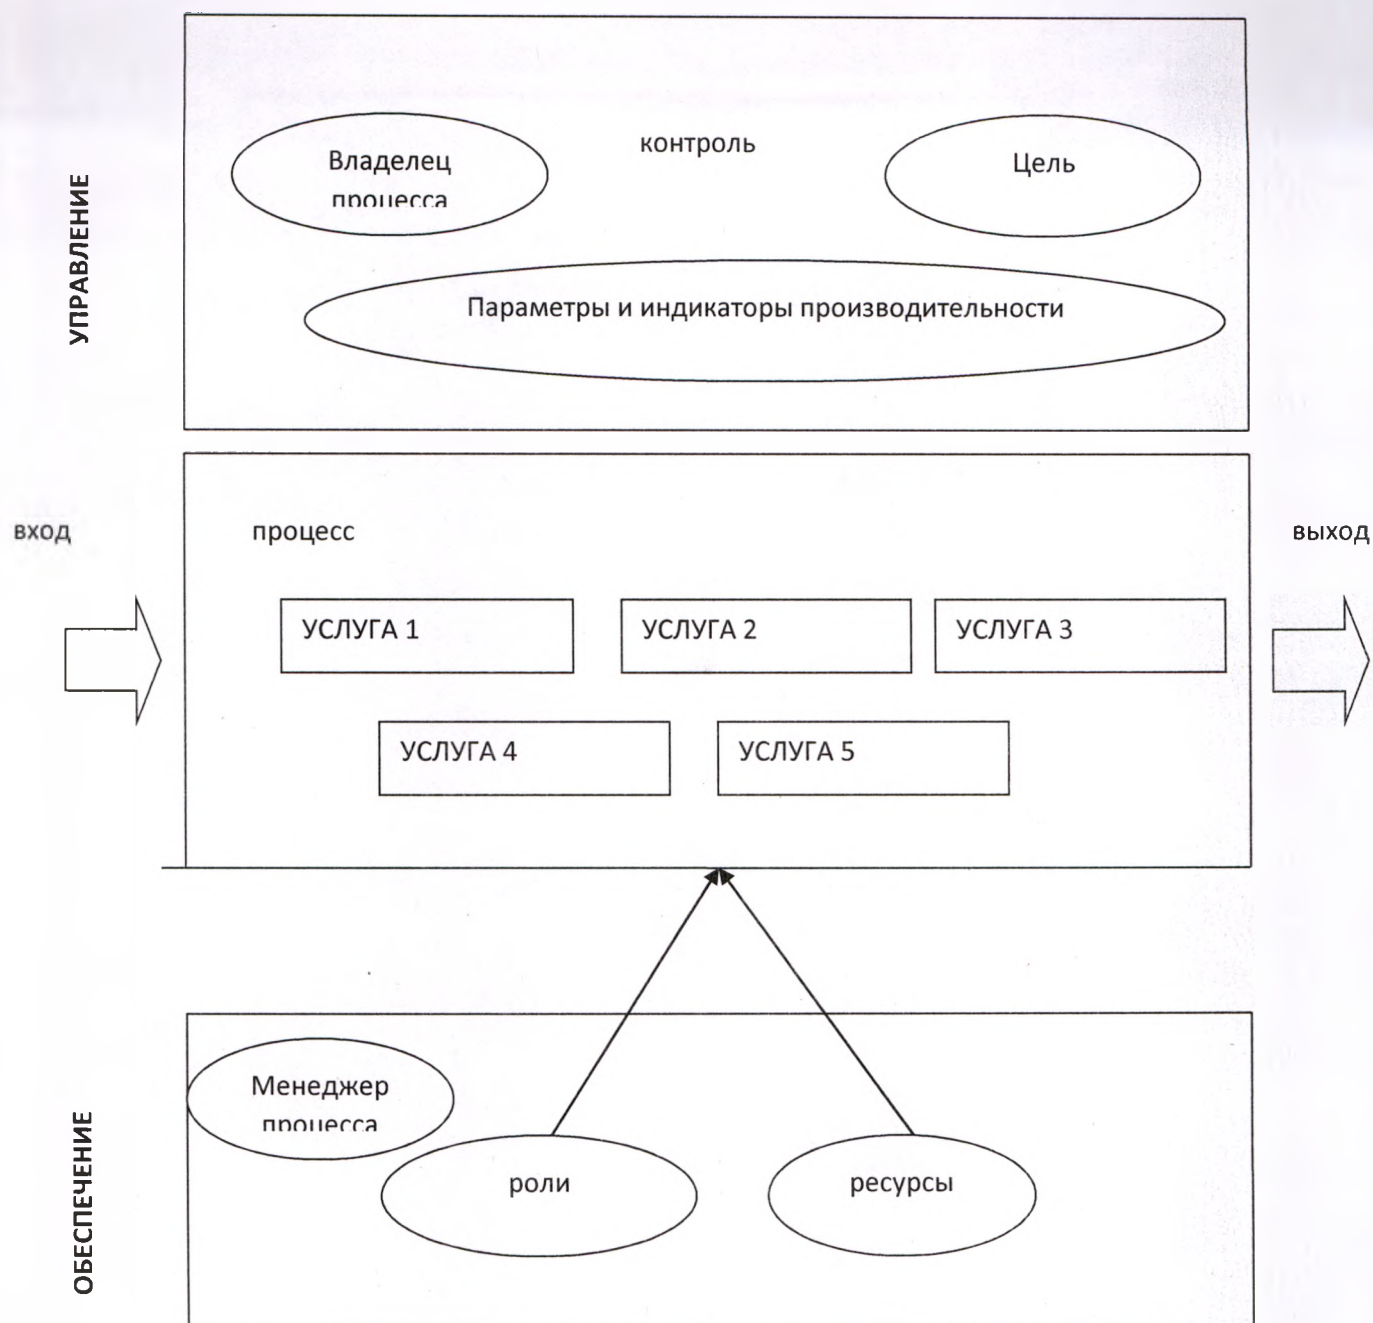 УПРАВЛЕНИЕ
контроль
Владелец
процесса
Цель
Параметры и индикаторы производительности
вход
процесс
выход
УСЛУГА 1
УСЛУГА 2
УСЛУГА 3
УСЛУГА 4
УСЛУГА 5
ОБЕСПЕЧЕНИЕ
Менеджер
процесса
роли
ресурсы